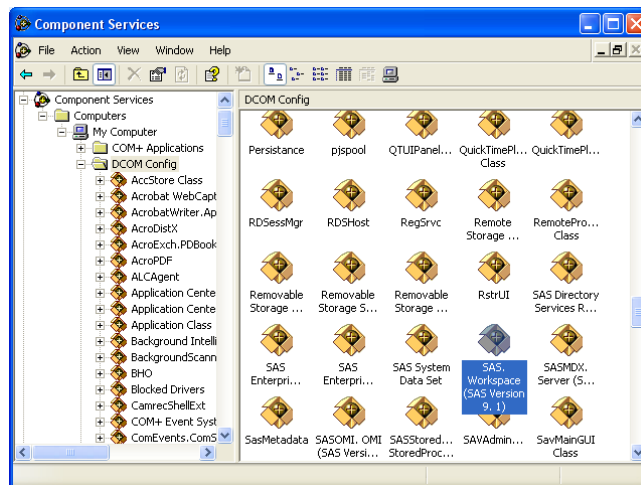 Component Services
File Action View Window Help
Component Services
Computers
My Computer
COM+ Applications
DCOM Config
AccStore Class
Acrobat WebCapt
AcrobatWriter.Ap
AcroDistX
AcroExch.PDBook
AcroPDF
ALCAgent
Application Cente
Application Cente
Application Class
Background Intelli
BackgroundScann
BHO
Blocked Drivers
CamrecShellExt
COM+ Event Syst
ComEvents.ComS
DCOM Config
Persistance
pjspool
QTUIPanel...
QuickTimePl...
Class
QuickTimePl...
RDSessMgr
RDSHost
RegSrvc
Remote
Storage ...
RemotePro...
Class
Removable
Storage ...
Removable
Storage S...
Removable
Storage ...
RstrUI
SAS Directory
Services R...
SAS
Enterpri...
SAS
Enterpri...
SAS System
Data Set
SAS.
Workspace
(SAS Version
9.1)
SASMDX.
Server (S...
SasMetadata
SASOMI. OMI
(SAS Versi...
SASStored...
StoredProc...
SAVAdmin...
SavMainGUI
Class